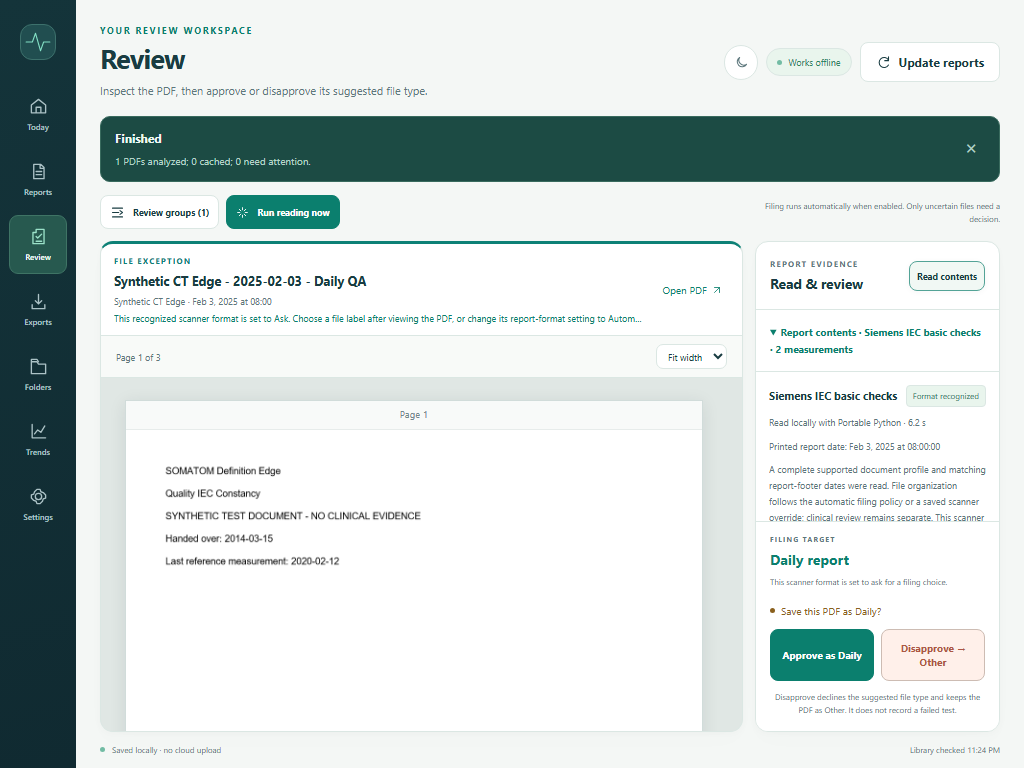 YOUR REVIEW WORKSPACE
Review
Inspect the PDF, then approve or disapprove its suggested file type.
Works offline
Update reports
Today
Reports
Review
Exports
Folders
Trends
Settings
Finished
1 PDFs analyzed; 0 cached; 0 need attention.
Review groups (1)
Run reading now
Filing runs automatically when enabled. Only uncertain files need a
decision.
FILE EXCEPTION
Synthetic CT Edge - 2025-02-03 - Daily QA
Synthetic CT Edge · Feb 3, 2025 at 08:00
This recognized scanner format is set to Ask. Choose a file label after viewing the PDF, or change its report-format setting to Autom...
Open PDF
Page 1 of 3
Fit width
Page 1
SOMATOM Definition Edge
Quality IEC Constancy
SYNTHETIC TEST DOCUMENT - NO CLINICAL EVIDENCE
Handed over: 2014-03-15
Last reference measurement: 2020-02-12
REPORT EVIDENCE
Read & review
Read contents
▼ Report contents · Siemens IEC basic checks
· 2 measurements
Siemens IEC basic checks
Format recognized
Read locally with Portable Python · 6.2 s
Printed report date: Feb 3, 2025 at 08:00:00
A complete supported document profile and matching
report-footer dates were read. File organization
follows the automatic filing policy or a saved scanner
override; clinical review remains separate. This scanner
FILING TARGET
Daily report
This scanner format is set to ask for a filing choice.
Save this PDF as Daily?
Approve as Daily
Disapprove →
Other
Disapprove declines the suggested file type and keeps the
PDF as Other. It does not record a failed test.
Saved locally · no cloud upload
Library checked 11:24 PM